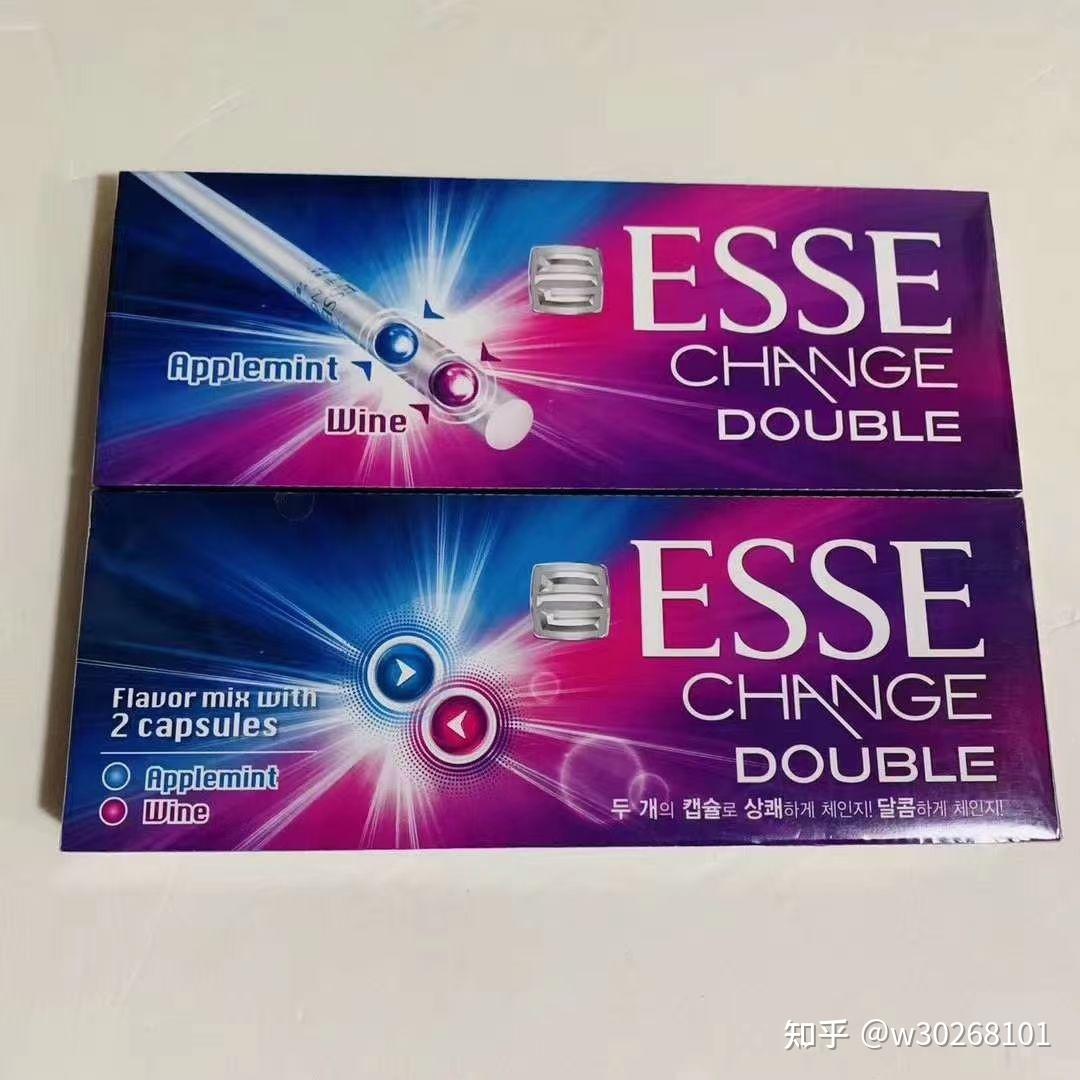 ESSE
CHANGE
DOUBLE
Applemint
Wine
ESSE
CHANGE
DOUBLE
Flavor mix with
2 capsules
Applemint
Wine
두 개의 캡슐로 상쾌하게 체인지! 달콤하게 체인지!
知乎 @w30268101